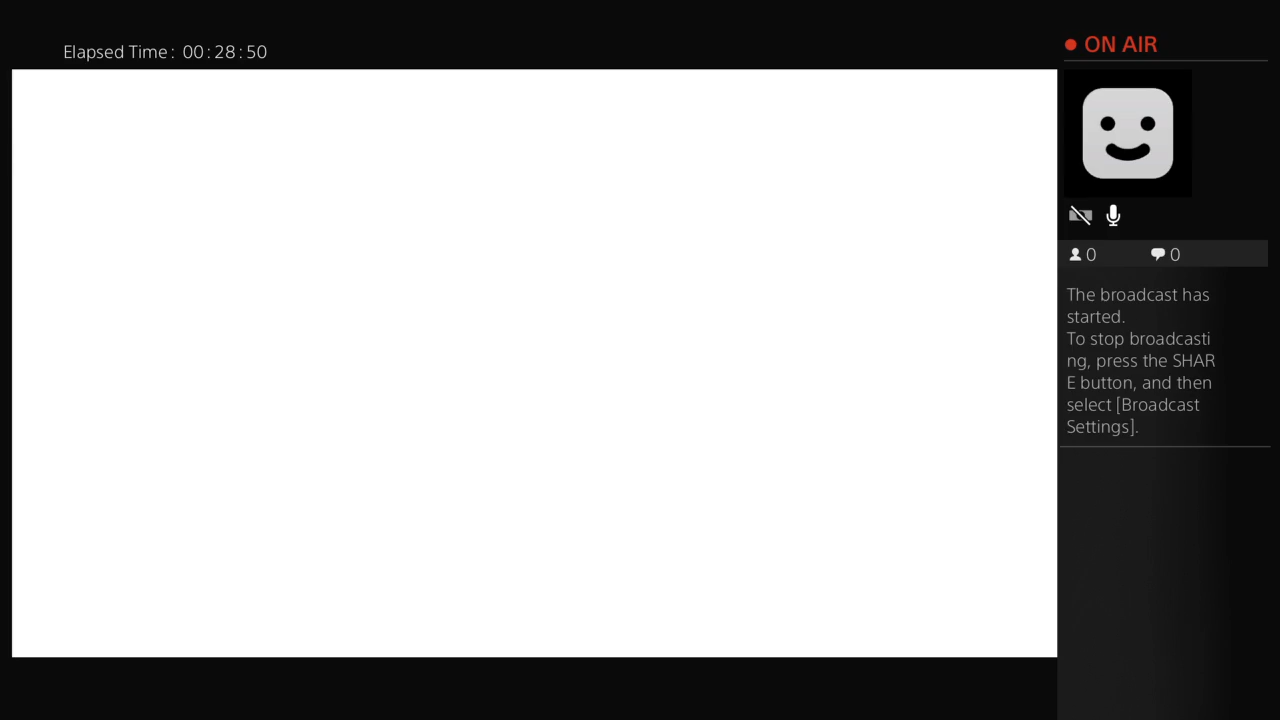 Elapsed Time: 00:28:50
ON AIR
0
0
The broadcast has
started.
To stop broadcasti
ng, press the SHAR
E button, and then
select [Broadcast
Settings].